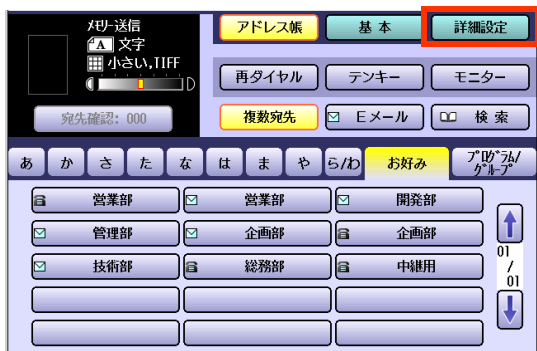 ﾒﾓﾘｰ送信
A 文字
小さい,TIFF
D
宛先確認: 000
アドレス帳
基本
詳細設定
再ダイヤル
テンキー
モニター
複数宛先
Eメール
検索
あ か さ た な は ま や ら/わ お好み ﾌﾟﾛｸﾞﾗﾑ/
ｸﾞﾙｰﾌﾟ
営業部 営業部 開発部
管理部 企画部 企画部
技術部 総務部 中継用
01
/
01